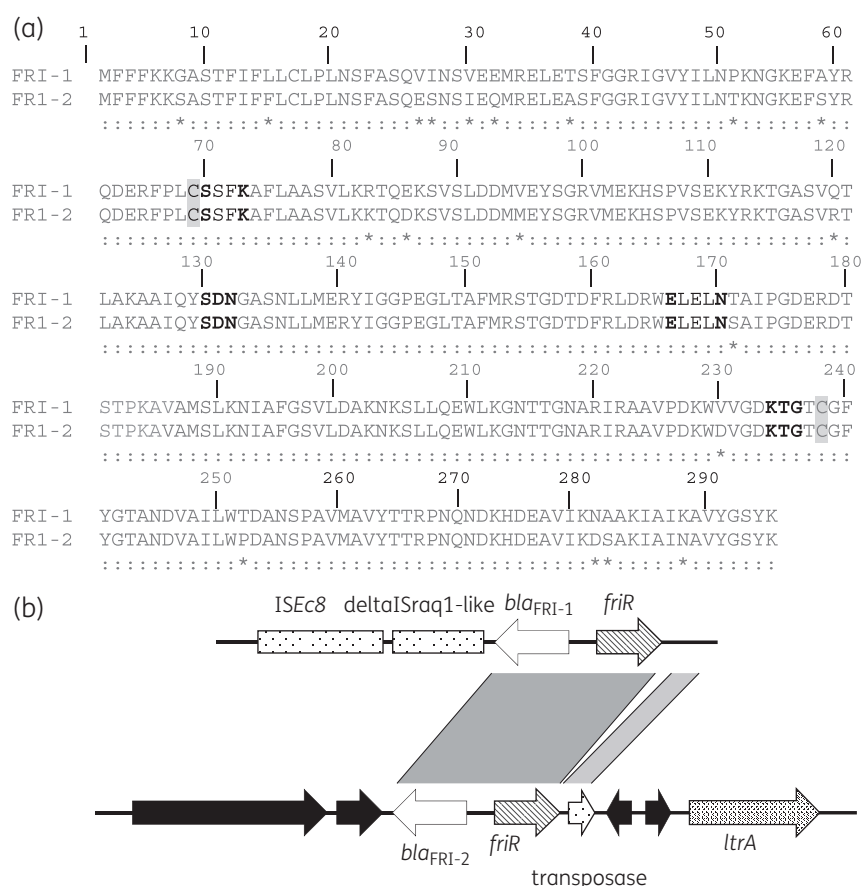 (a)
1 10 20 30 40 50 60
FRI-1 MFFFKKGASTFIFLLCLPLNSFASQVINSVEEMRELETSFGGRIGVYILNPKNGKEFAYR
FR1-2 MFFFKKSASTFIFFLCLPLNSFASQESNSIEQMRELEASFGGRIGVYILNTKNGKEFSYR
::::::*:::::::*:::::::::::**::*:*:::::*::::::::::::*::::::*::
70 80 90 100 110 120
FRI-1 QDERFPLCSSFKAFLAASVLKRTQEKSVSLDDMVEYSGRVMEKHSPVSEKYRKTGASVQT
FR1-2 QDERFPLCSSFKAFLAASVLKKTQDKSVSLDDMMEYSGRVMEKHSPVSEKYRKTGASVRT
:::::::::::::::::::::*::*::::::::*::::::::::::::::::::::::*:
130 140 150 160 170 180
FRI-1 LAKAAIQYSDNGASNLLMERYIGGPEGLTAFMRSTGDTDFRLDRWELELNTAIPGDERDT
FR1-2 LAKAAIQYSDNGASNLLMERYIGGPEGLTAFMRSTGDTDFRLDRWELELNSAIPGDERDT
::::::::::::::::::::::::::::::::::::::::::::::::::*:::::::::
190 200 210 220 230 240
FRI-1 STPKAVAMSLKNIAFGSVLDAKNKSLLQEWLKGNTTGNARIRAAVPDKWVVGDKTGTCGF
FR1-2 STPKAVAMSLKNIAFGSVLDAKNKSLLQEWLKGNTTGNARIRAAVPDKWDVGDKTGTCGF
:::::::::::::::::::::::::::::::::::::::::::::::::*::::::::::
250 260 270 280 290
FRI-1 YGTANDVAILWTDANSPAVMAVYTTRPNQNDKHDEAVIKNAAKIAIKAVYGSYK
FR1-2 YGTANDVAILWPDANSPAVMAVYTTRPNQNDKHDEAVIKDSAKIAINAVYGSYK
:::::::::::*:::::::::::::::::::::::::::**:::::*:::::::
(b)
ISEc8 deltaISraq1-like blaFRI-1 friR
blaFRI-2 friR transposase ltrA